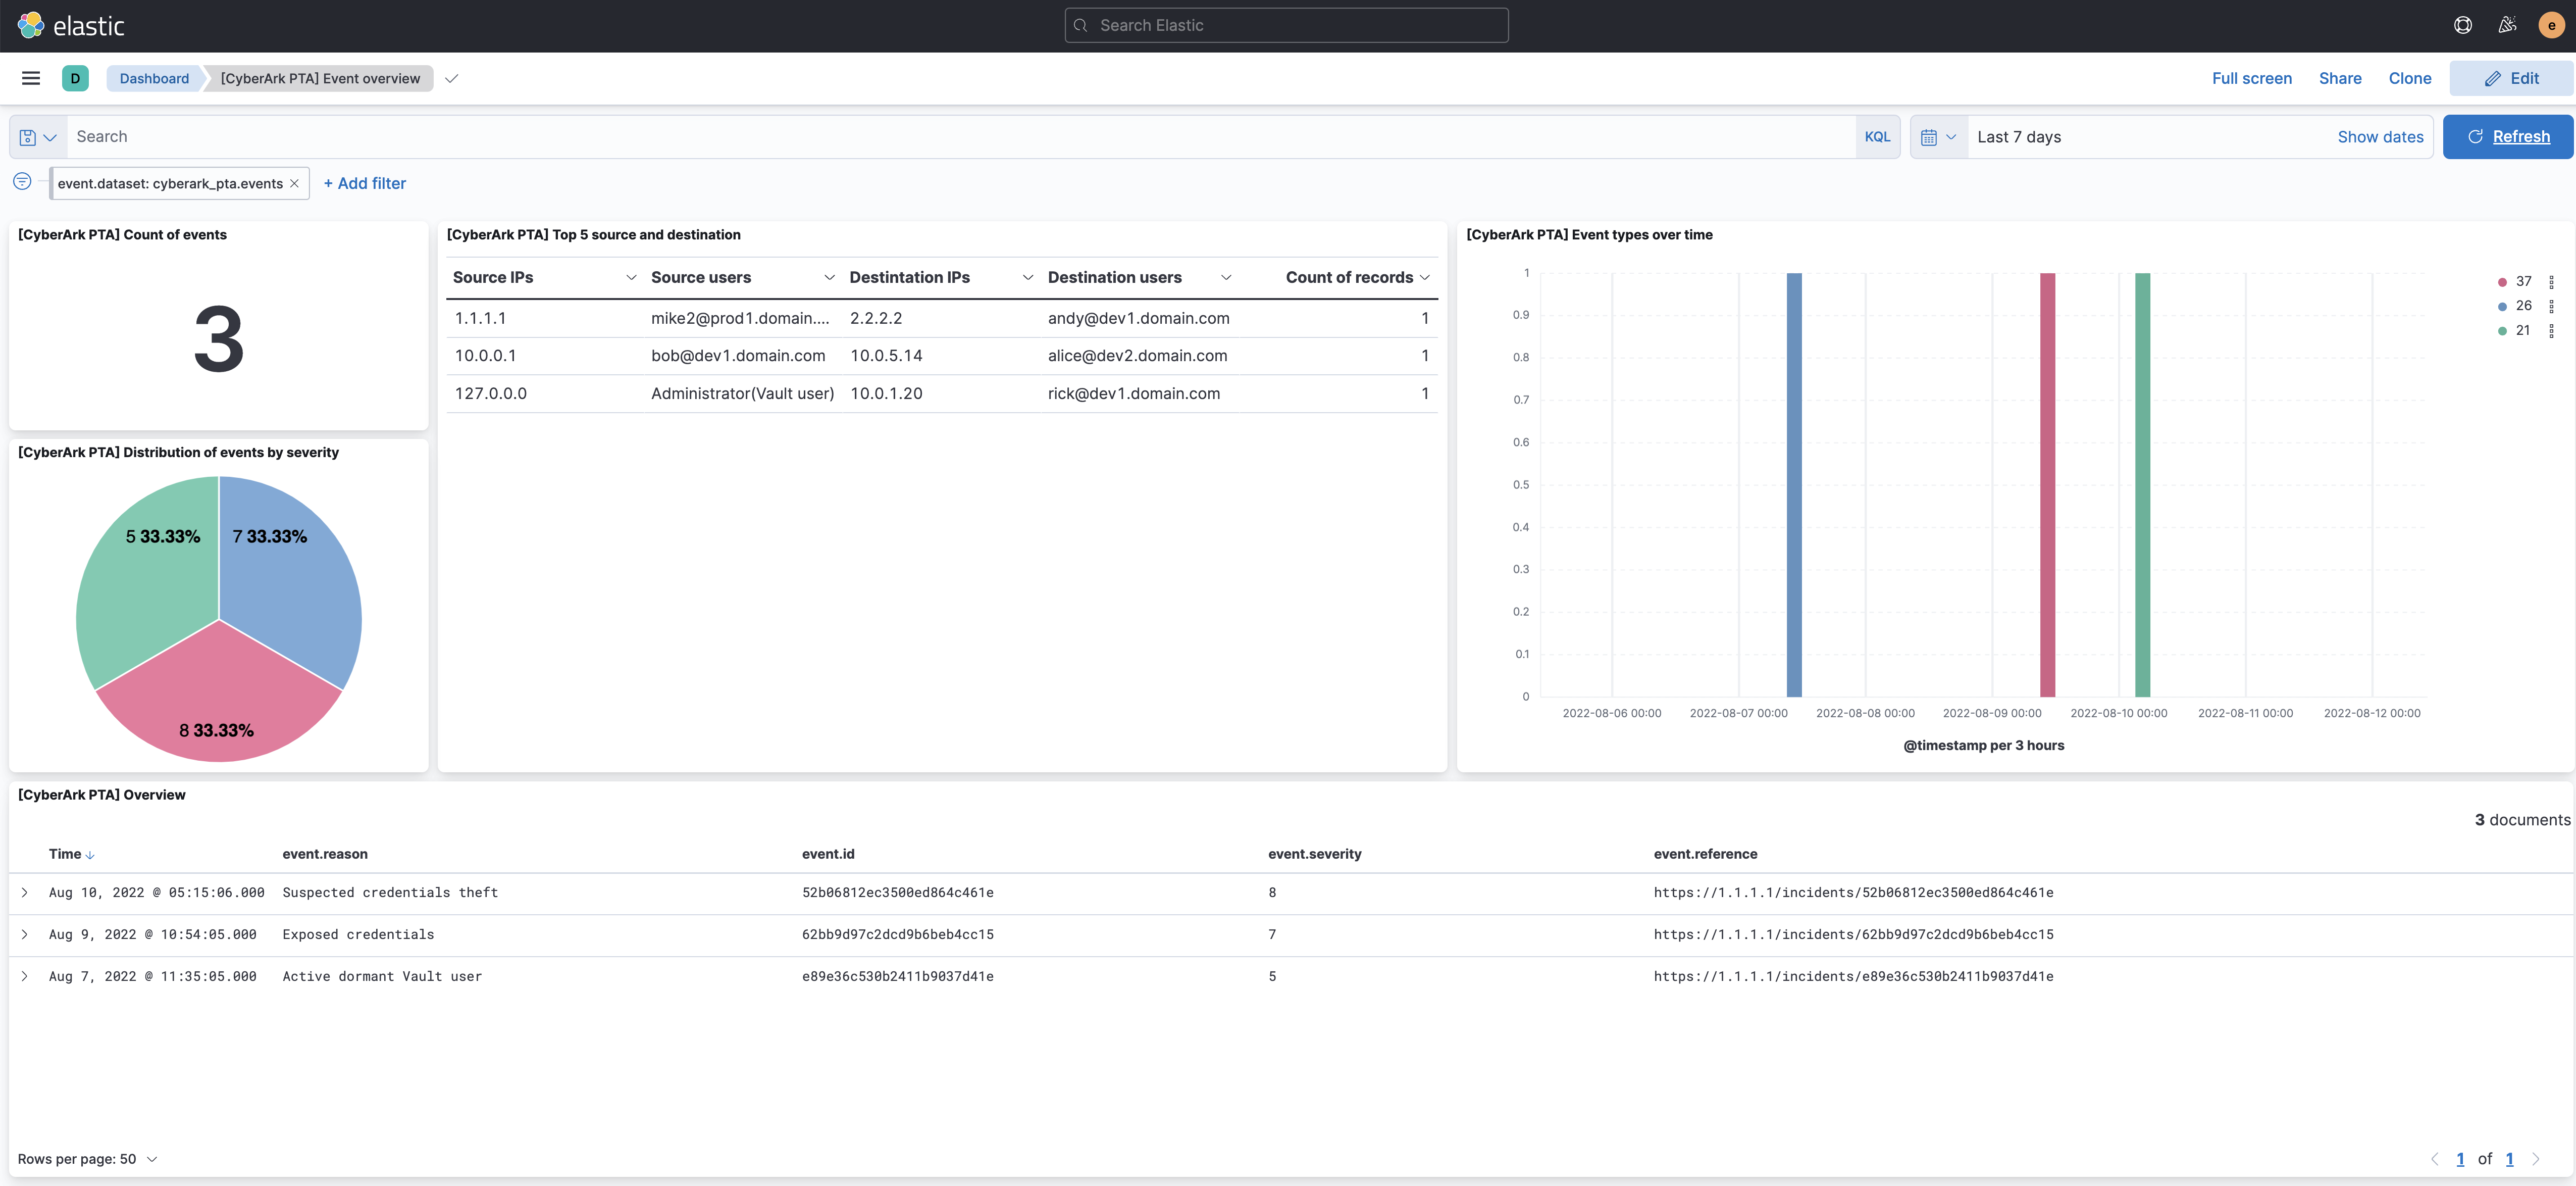 elastic
Search Elastic
e
D
Dashboard
[CyberArk PTA] Event overview
Full screen
Share
Clone
Edit
Search
KQL
Last 7 days
Show dates
Refresh
event.dataset: cyberark_pta.events
+ Add filter
[CyberArk PTA] Count of events
3
[CyberArk PTA] Distribution of events by severity
5 33.33%
7 33.33%
8 33.33%
[CyberArk PTA] Top 5 source and destination
Source IPs Source users Destintation IPs Destination users Count of records
1.1.1.1 mike2@prod1.domain.... 2.2.2.2 andy@dev1.domain.com 1
10.0.0.1 bob@dev1.domain.com 10.0.5.14 alice@dev2.domain.com 1
127.0.0.0 Administrator(Vault user) 10.0.1.20 rick@dev1.domain.com 1
[CyberArk PTA] Event types over time
1
0.9
0.8
0.7
0.6
0.5
0.4
0.3
0.2
0.1
0
2022-08-06 00:00 2022-08-07 00:00 2022-08-08 00:00 2022-08-09 00:00 2022-08-10 00:00 2022-08-11 00:00 2022-08-12 00:00
@timestamp per 3 hours
37
26
21
[CyberArk PTA] Overview
3 documents
Time event.reason event.id event.severity event.reference
Aug 10, 2022 @ 05:15:06.000 Suspected credentials theft 52b06812ec3500ed864c461e 8 https://1.1.1.1/incidents/52b06812ec3500ed864c461e
Aug 9, 2022 @ 10:54:05.000 Exposed credentials 62bb9d97c2dcd9b6beb4cc15 7 https://1.1.1.1/incidents/62bb9d97c2dcd9b6beb4cc15
Aug 7, 2022 @ 11:35:05.000 Active dormant Vault user e89e36c530b2411b9037d41e 5 https://1.1.1.1/incidents/e89e36c530b2411b9037d41e
Rows per page: 50
1 of 1